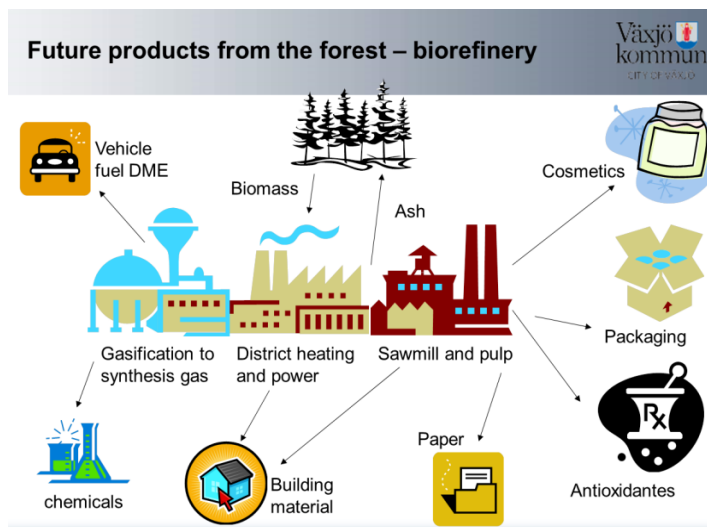 Future products from the forest – biorefinery
Växjö
kommun
CITY OF VÄXJÖ
Vehicle
fuel DME
Biomass
Ash
Cosmetics
Gasification to
synthesis gas
District heating
and power
Sawmill and pulp
Packaging
chemicals
Building
material
Paper
Rx
Antioxidantes